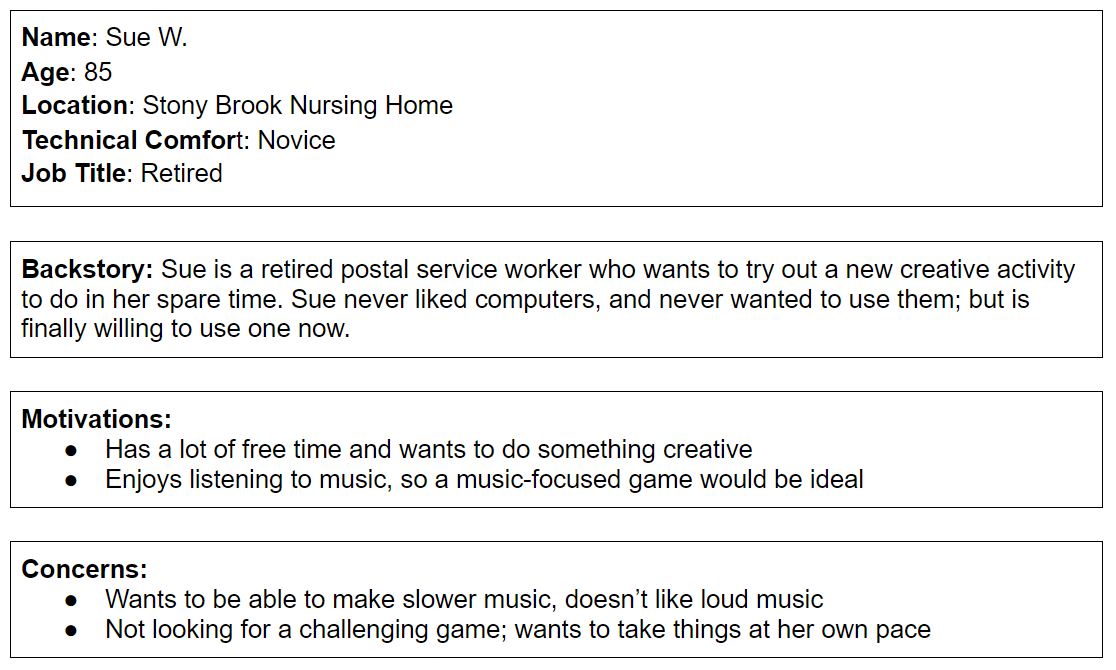 Name: Sue W.
Age: 85
Location: Stony Brook Nursing Home
Technical Comfort: Novice
Job Title: Retired
Backstory: Sue is a retired postal service worker who wants to try out a new creative activity
to do in her spare time. Sue never liked computers, and never wanted to use them; but is
finally willing to use one now.
Motivations:
● Has a lot of free time and wants to do something creative
● Enjoys listening to music, so a music-focused game would be ideal
Concerns:
● Wants to be able to make slower music, doesn’t like loud music
● Not looking for a challenging game; wants to take things at her own pace